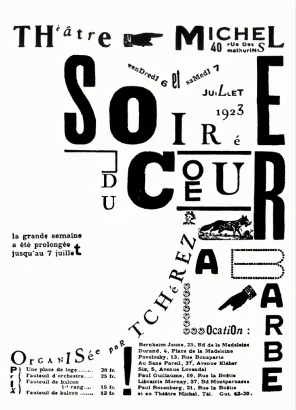 THéâtre MICHEL
40 rUe Des
mathurINS
venDredI 6 et saMedI 7
JUILLET
1923
SOIRéE
DU
CŒUR
à
BARBE
la grande semaine
a été prolongée
jusqu'au 7 juillet
OrGANISée par TCHéREZ
LOcatiOn :
PRIX
Une place de loge ....... 30 fr.
Fauteuil d'orchestre..... 25 fr.
Fauteuil de balcon
1er rang.... 15 fr.
Fauteuil de balcon ....... 12 fr.
Bernheim Jeune, 25, Bd de la Madeleine
Durand, 4, Place de la Madeleine
Povolozky, 13, Rue Bonaparte
Au Sans Pareil, 37, Avenue Kléber
Six, 5, Avenue Lowendal
Paul Guillaume, 59, Rue la Boëtie
Librairie Mornay, 37, Bd Montparnasse
Paul Rosenberg, 21, Rue la Boëtie
et au Théâtre Michel, Tél. Gut. 63-30.